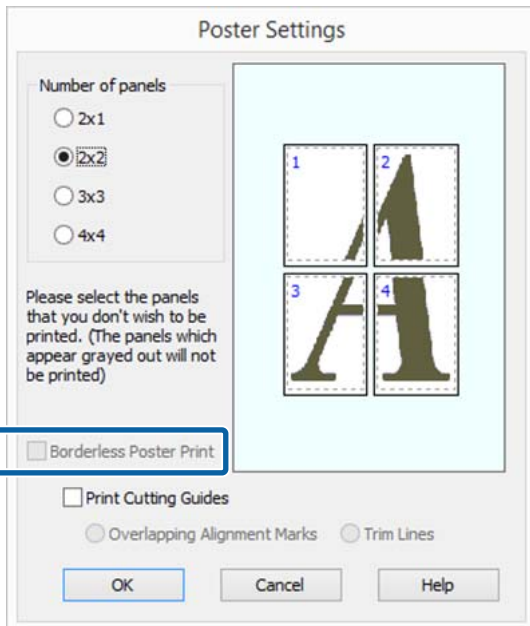 Poster Settings
Number of panels
2x1
2x2
3x3
4x4
1
2
3
4
Please select the panels
that you don't wish to be
printed. (The panels which
appear grayed out will not
be printed)
Borderless Poster Print
Print Cutting Guides
Overlapping Alignment Marks Trim Lines
OK Cancel Help